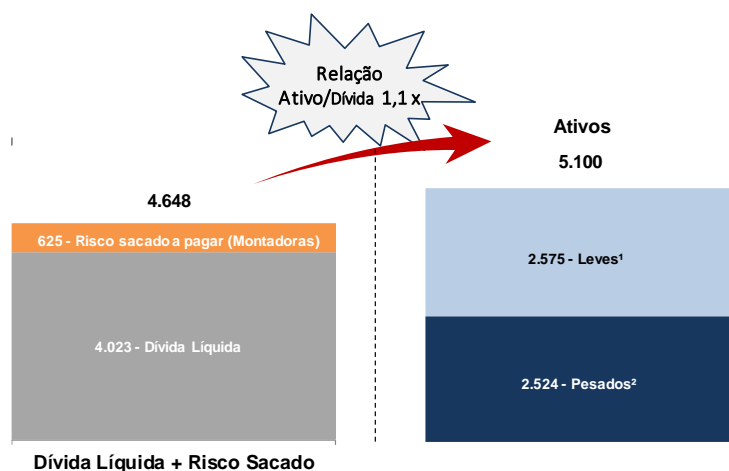 Relação
Ativo/Dívida 1,1 x
Ativos
5.100
4.648
625 - Risco sacado a pagar (Montadoras)
4.023 - Dívida Líquida
2.575 - Leves¹
2.524 - Pesados²
Dívida Líquida + Risco Sacado